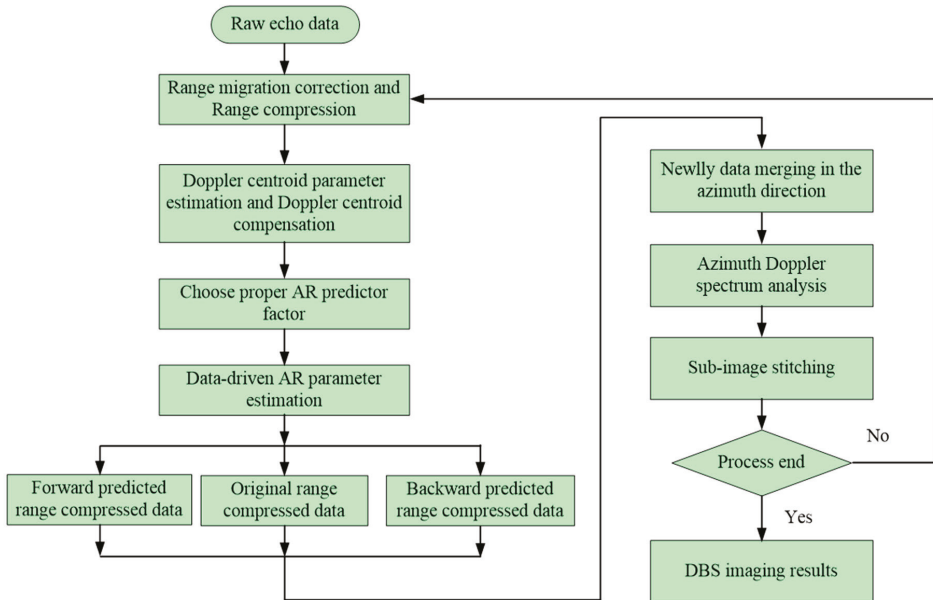 Raw echo data
Range migration correction and
Range compression
Doppler centroid parameter
estimation and Doppler centroid
compensation
Choose proper AR predictor
factor
Data-driven AR parameter
estimation
Forward predicted
range compressed data
Original range
compressed data
Backward predicted
range compressed data
Newlly data merging in the
azimuth direction
Azimuth Doppler
spectrum analysis
Sub-image stitching
Process end
No
Yes
DBS imaging results